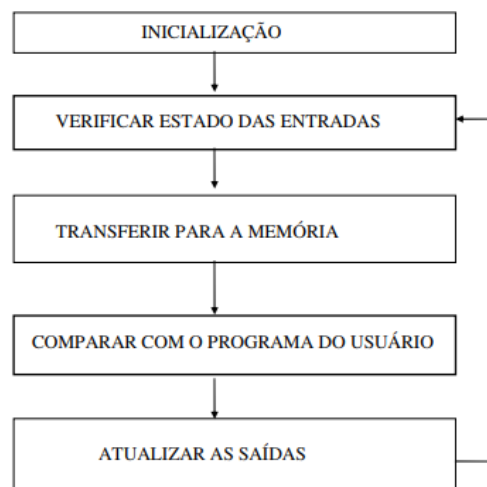 INICIALIZAÇÃO
VERIFICAR ESTADO DAS ENTRADAS
TRANSFERIR PARA A MEMÓRIA
COMPARAR COM O PROGRAMA DO USUÁRIO
ATUALIZAR AS SAÍDAS